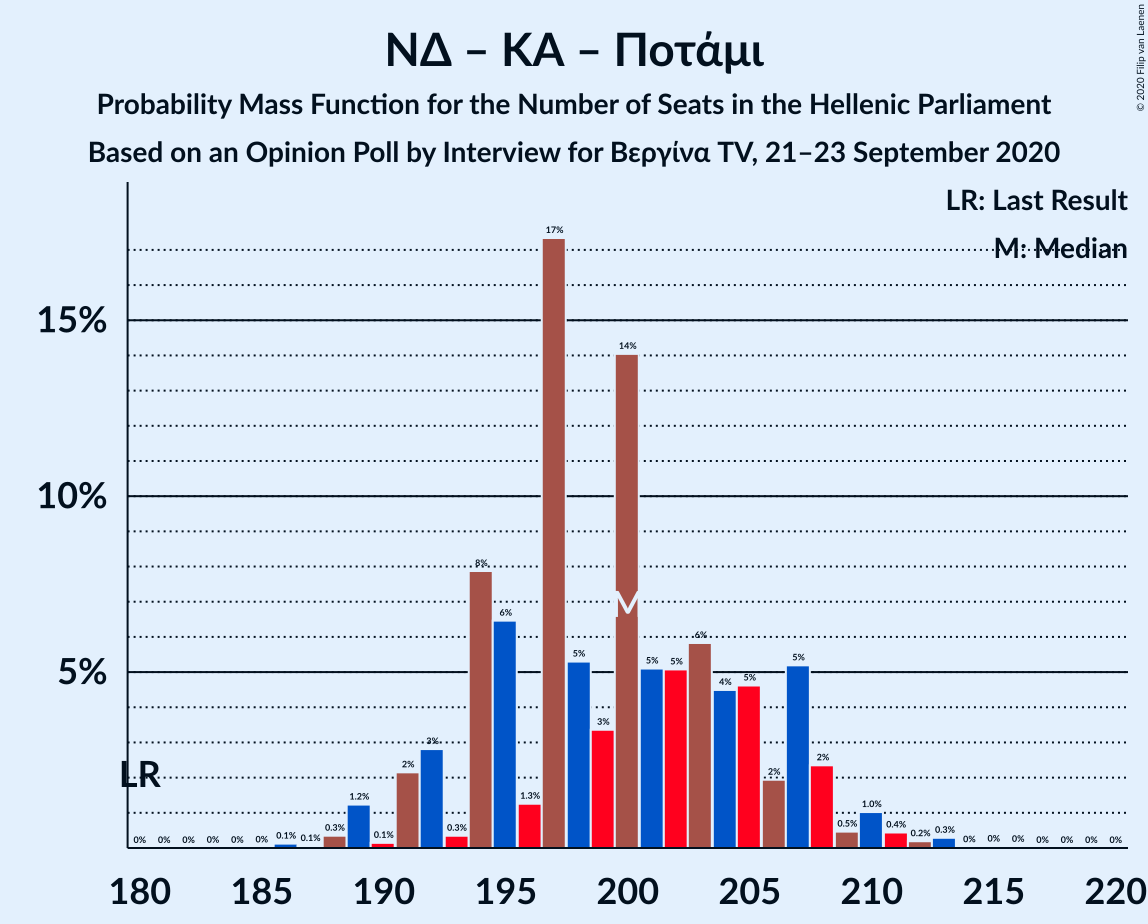 ΝΔ – ΚΑ – Ποτάμι
Probability Mass Function for the Number of Seats in the Hellenic Parliament
Based on an Opinion Poll by Interview for Βεργίνα TV, 21–23 September 2020
© 2020 Filip van Laenen
LR: Last Result
M: Median
17%
15%
14%
10%
8%
6%
6%
5%
5%
5%
5%
4%
5%
5%
3%
3%
2%
2%
2%
1.2%
1.3%
1.0%
0% 0% 0% 0% 0% 0% 0.1% 0.1% 0.3% 0.1% 0.3% 0.5% 0.4% 0.2% 0.3% 0% 0% 0% 0% 0% 0% 0%
M
LR
180 185 190 195 200 205 210 215 220